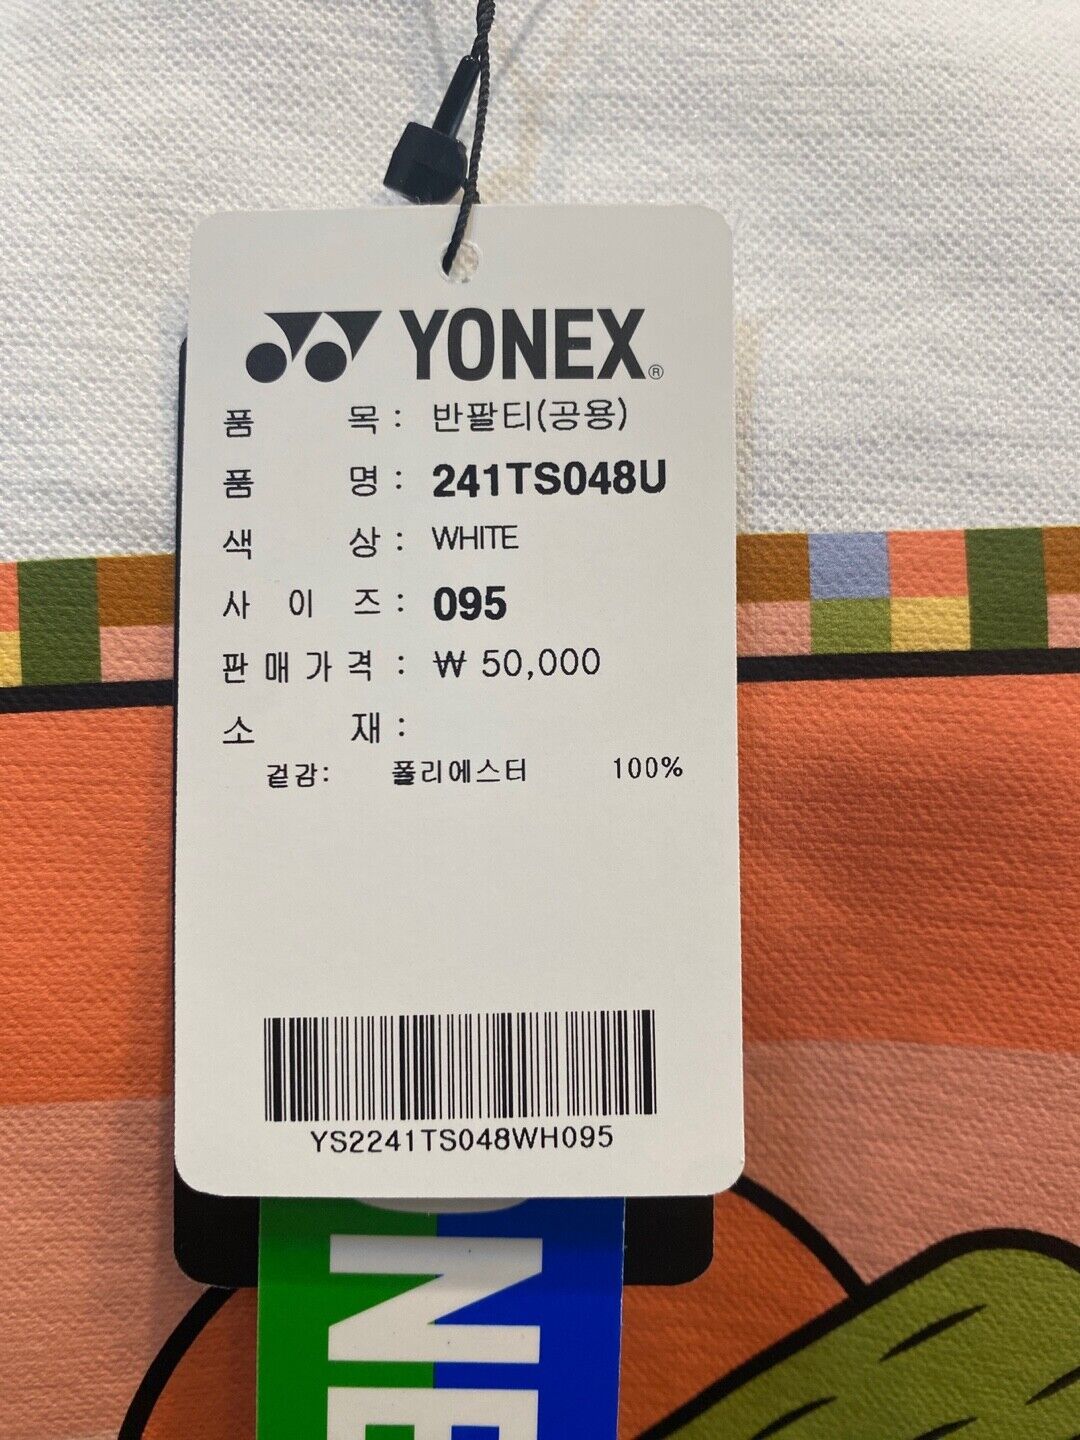 YONEX®
품 목 : 반팔티(공용)
품 명 : 241TS048U
색 상 : WHITE
사 이 즈 : 095
판 매 가 격 : ₩ 50,000
소 재 :
겉감: 폴리에스터 100%
YS2241TS048WH095
ONE